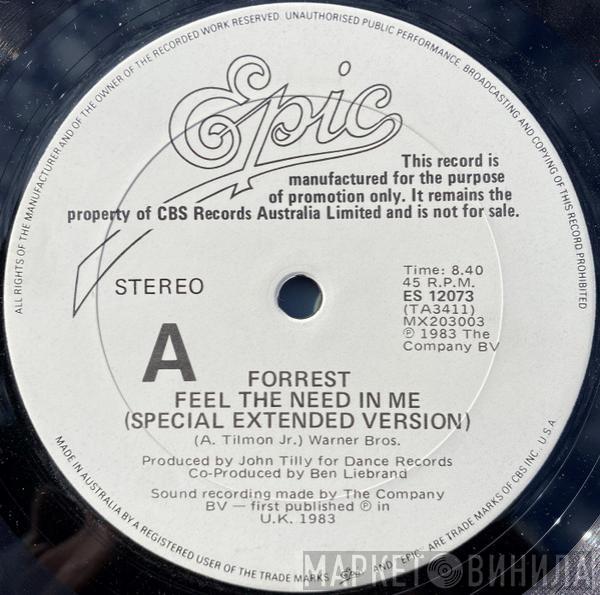 ALL RIGHTS OF THE MANUFACTURER AND OF THE OWNER OF THE RECORDED WORK RESERVED. UNAUTHORISED PUBLIC PERFORMANCE, BROADCASTING AND COPYING OF THIS RECORD PROHIBITED
Epic
This record is
manufactured for the purpose
of promotion only. It remains the
property of CBS Records Australia Limited and is not for sale.
STEREO
Time: 8.40
45 R.P.M.
ES 12073
(TA3411)
MX203003
℗ 1983 The
Company BV
A
FORREST
FEEL THE NEED IN ME
(SPECIAL EXTENDED VERSION)
(A. Tilmon Jr.) Warner Bros.
Produced by John Tilly for Dance Records
Co-Produced by Ben Liebrand
Sound recording made by The Company
BV — first published ℗ in
U.K. 1983
MADE IN AUSTRALIA BY A REGISTERED USER OF THE TRADE MARKS. Epic AND "EPIC" ARE TRADE MARKS OF CBS INC. U.S.A.
МАРКЕТ ВИНИЛА